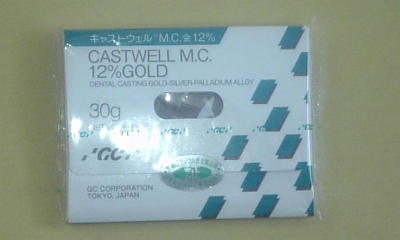 キャストウェル M.C.金12%
CASTWELL M.C.
12%GOLD
DENTAL CASTING GOLD-SILVER-PALLADIUM ALLOY
30g
GC
GC CORPORATION
TOKYO, JAPAN